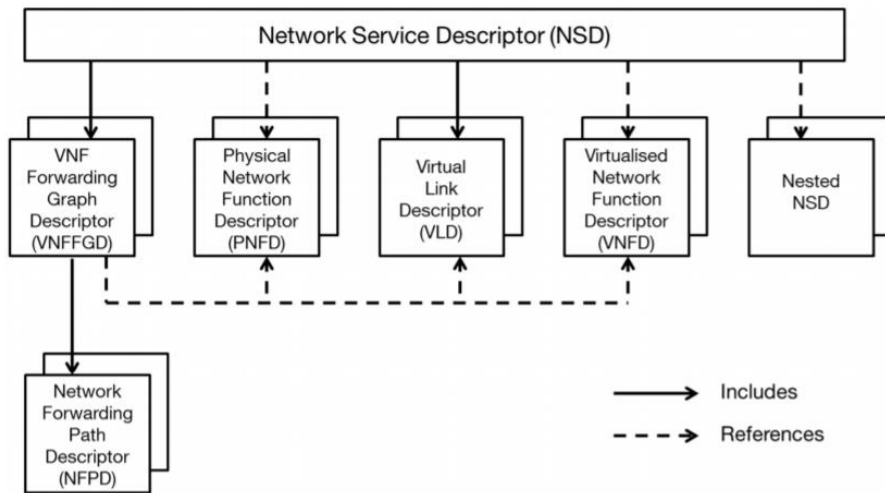 Network Service Descriptor (NSD)
VNF
Forwarding
Graph
Descriptor
(VNFFGD)
Physical
Network
Function
Descriptor
(PNFD)
Virtual
Link
Descriptor
(VLD)
Virtualised
Network
Function
Descriptor
(VNFD)
Nested
NSD
Network
Forwarding
Path
Descriptor
(NFPD)
Includes
References